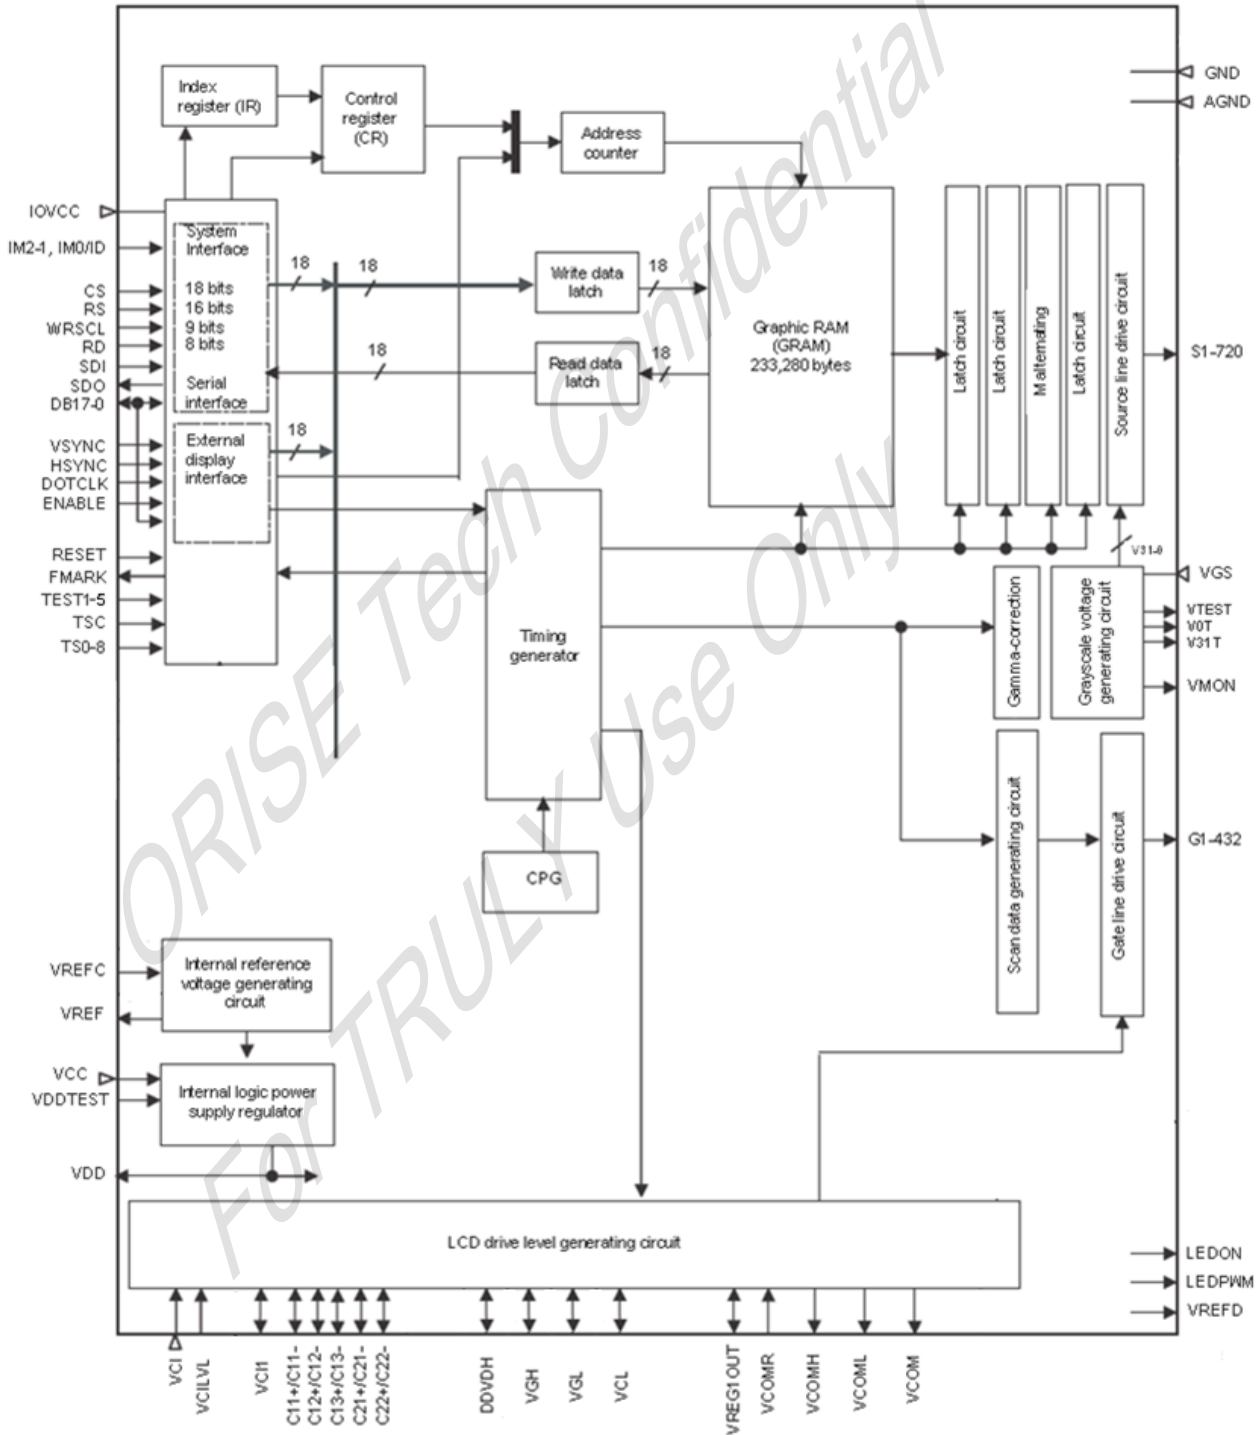 Index
register (IR)
Control
register
(CR)
Address
counter
GND
AGND
IOVCC
IM2-1, IM0/ID
CS
RS
WRSCL
RD
SDI
SDO
DB17-0
VSYNC
HSYNC
DOTCLK
ENABLE
RESET
FMARK
TEST1-5
TSC
TS0-8
System
Interface
18 bits
16 bits
9 bits
8 bits
Serial
interface
External
display
interface
18
18
18
18
18
18
Write data
latch
Read data
latch
Graphic RAM
(GRAM)
233,280 bytes
Latch circuit
Latch circuit
M alternating
Latch circuit
Source line drive circuit
S1-720
V31-0
VGS
VTEST
V0T
V31T
VMON
Timing
generator
Gamma-correction
Grayscale voltage
generating circuit
CPG
Scan data generating circuit
Gate line drive circuit
G1-432
VREFC
VREF
Internal reference
voltage generating
circuit
VCC
VDDTEST
Internal logic power
supply regulator
VDD
LCD drive level generating circuit
LEDON
LEDPWM
VREFD
VCI
VCILVL
VCI1
C11+/C11-
C12+/C12-
C13+/C13-
C21+/C21-
C22+/C22-
DDVDH
VGH
VGL
VCL
VREG1OUT
VCOMR
VCOMH
VCOML
VCOM
ORISE Tech Confidential
For TRULY Use Only